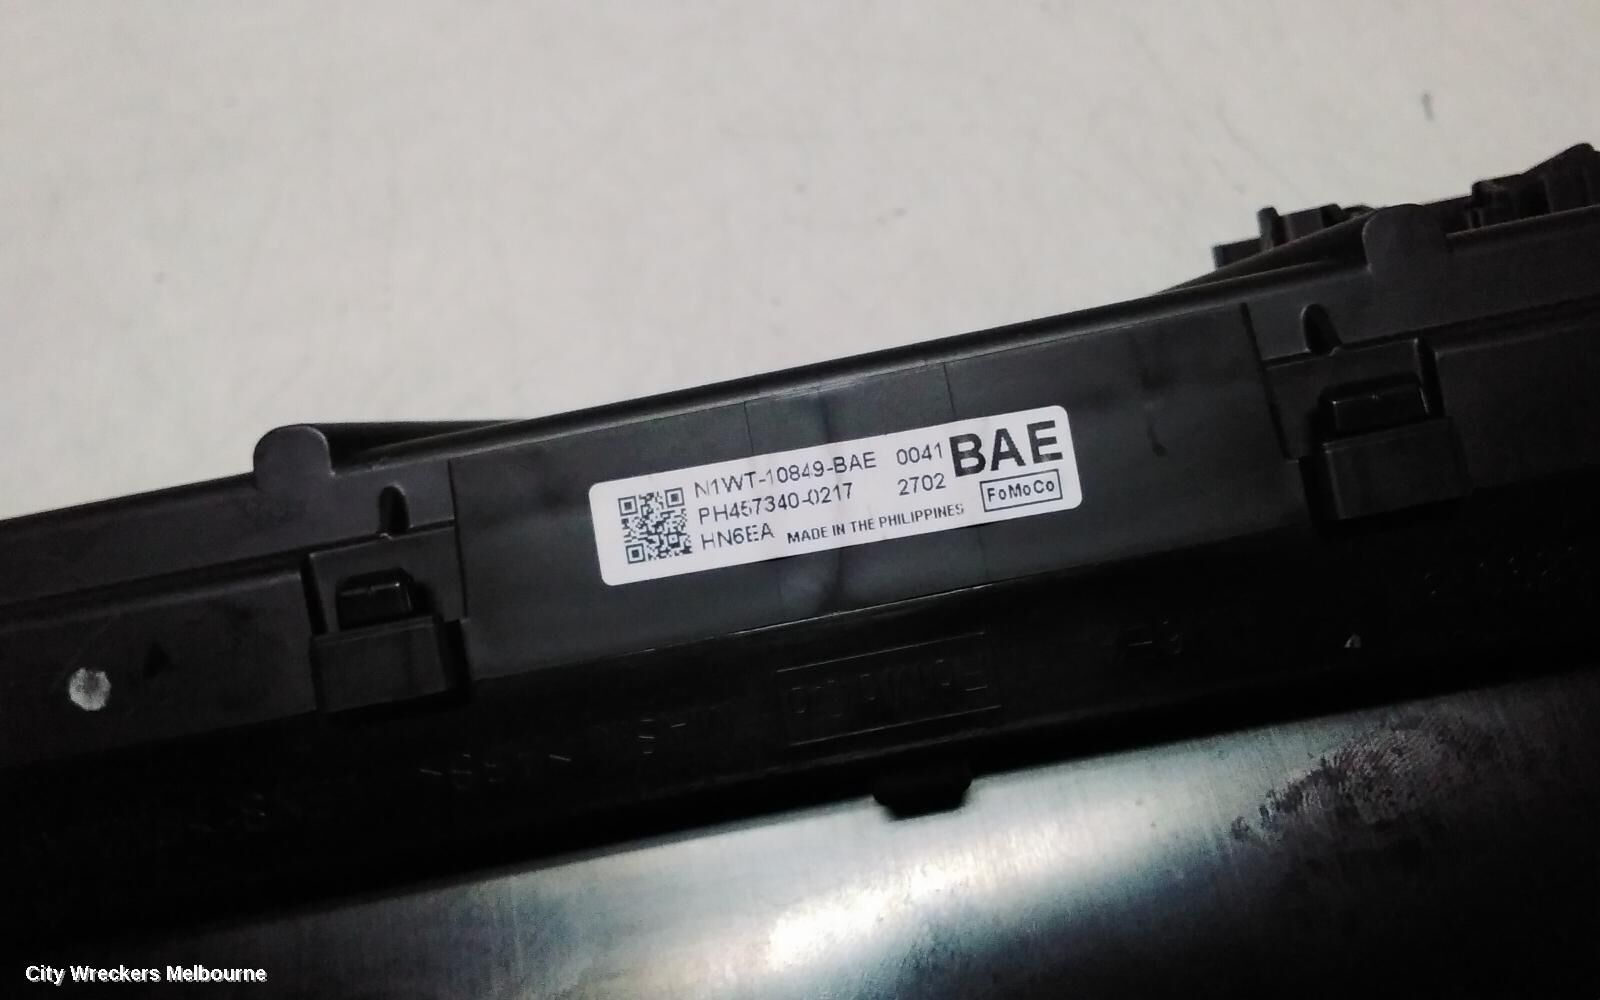 N1WT-10849-BAE 0041 BAE
PH457340-0217 2702 FoMoCo
HN6EA MADE IN THE PHILIPPINES
City Wreckers Melbourne